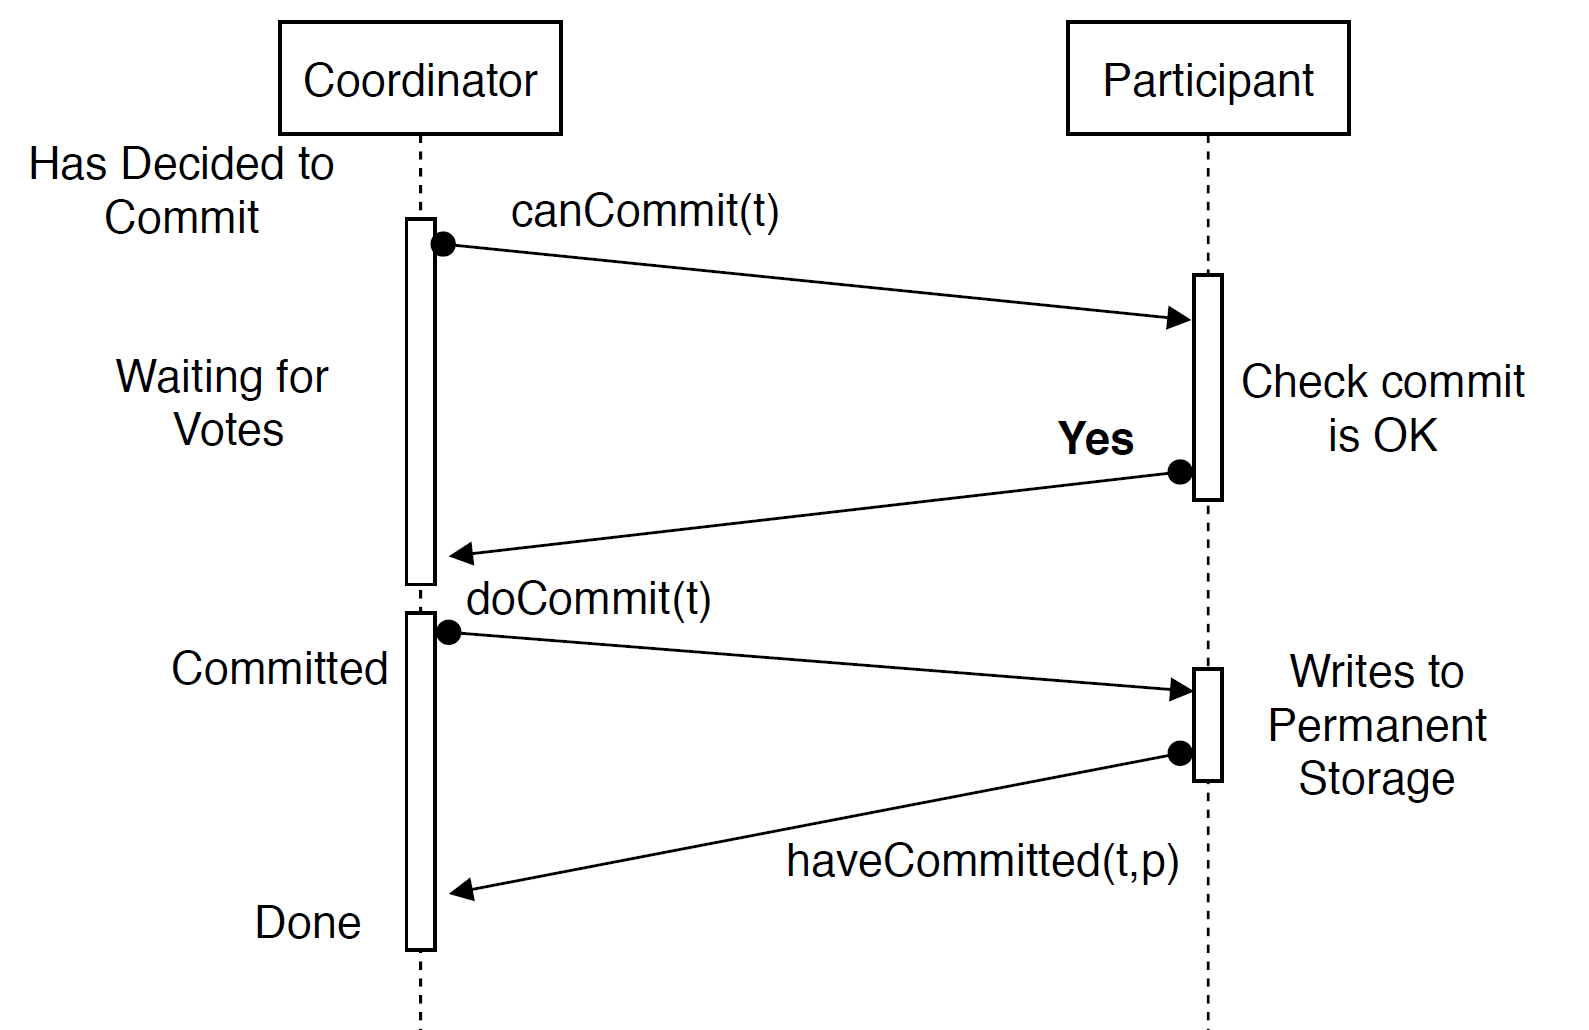 Coordinator
Participant
Has Decided to
Commit
canCommit(t)
Waiting for
Votes
Check commit
is OK
Yes
doCommit(t)
Committed
Writes to
Permanent
Storage
haveCommitted(t,p)
Done